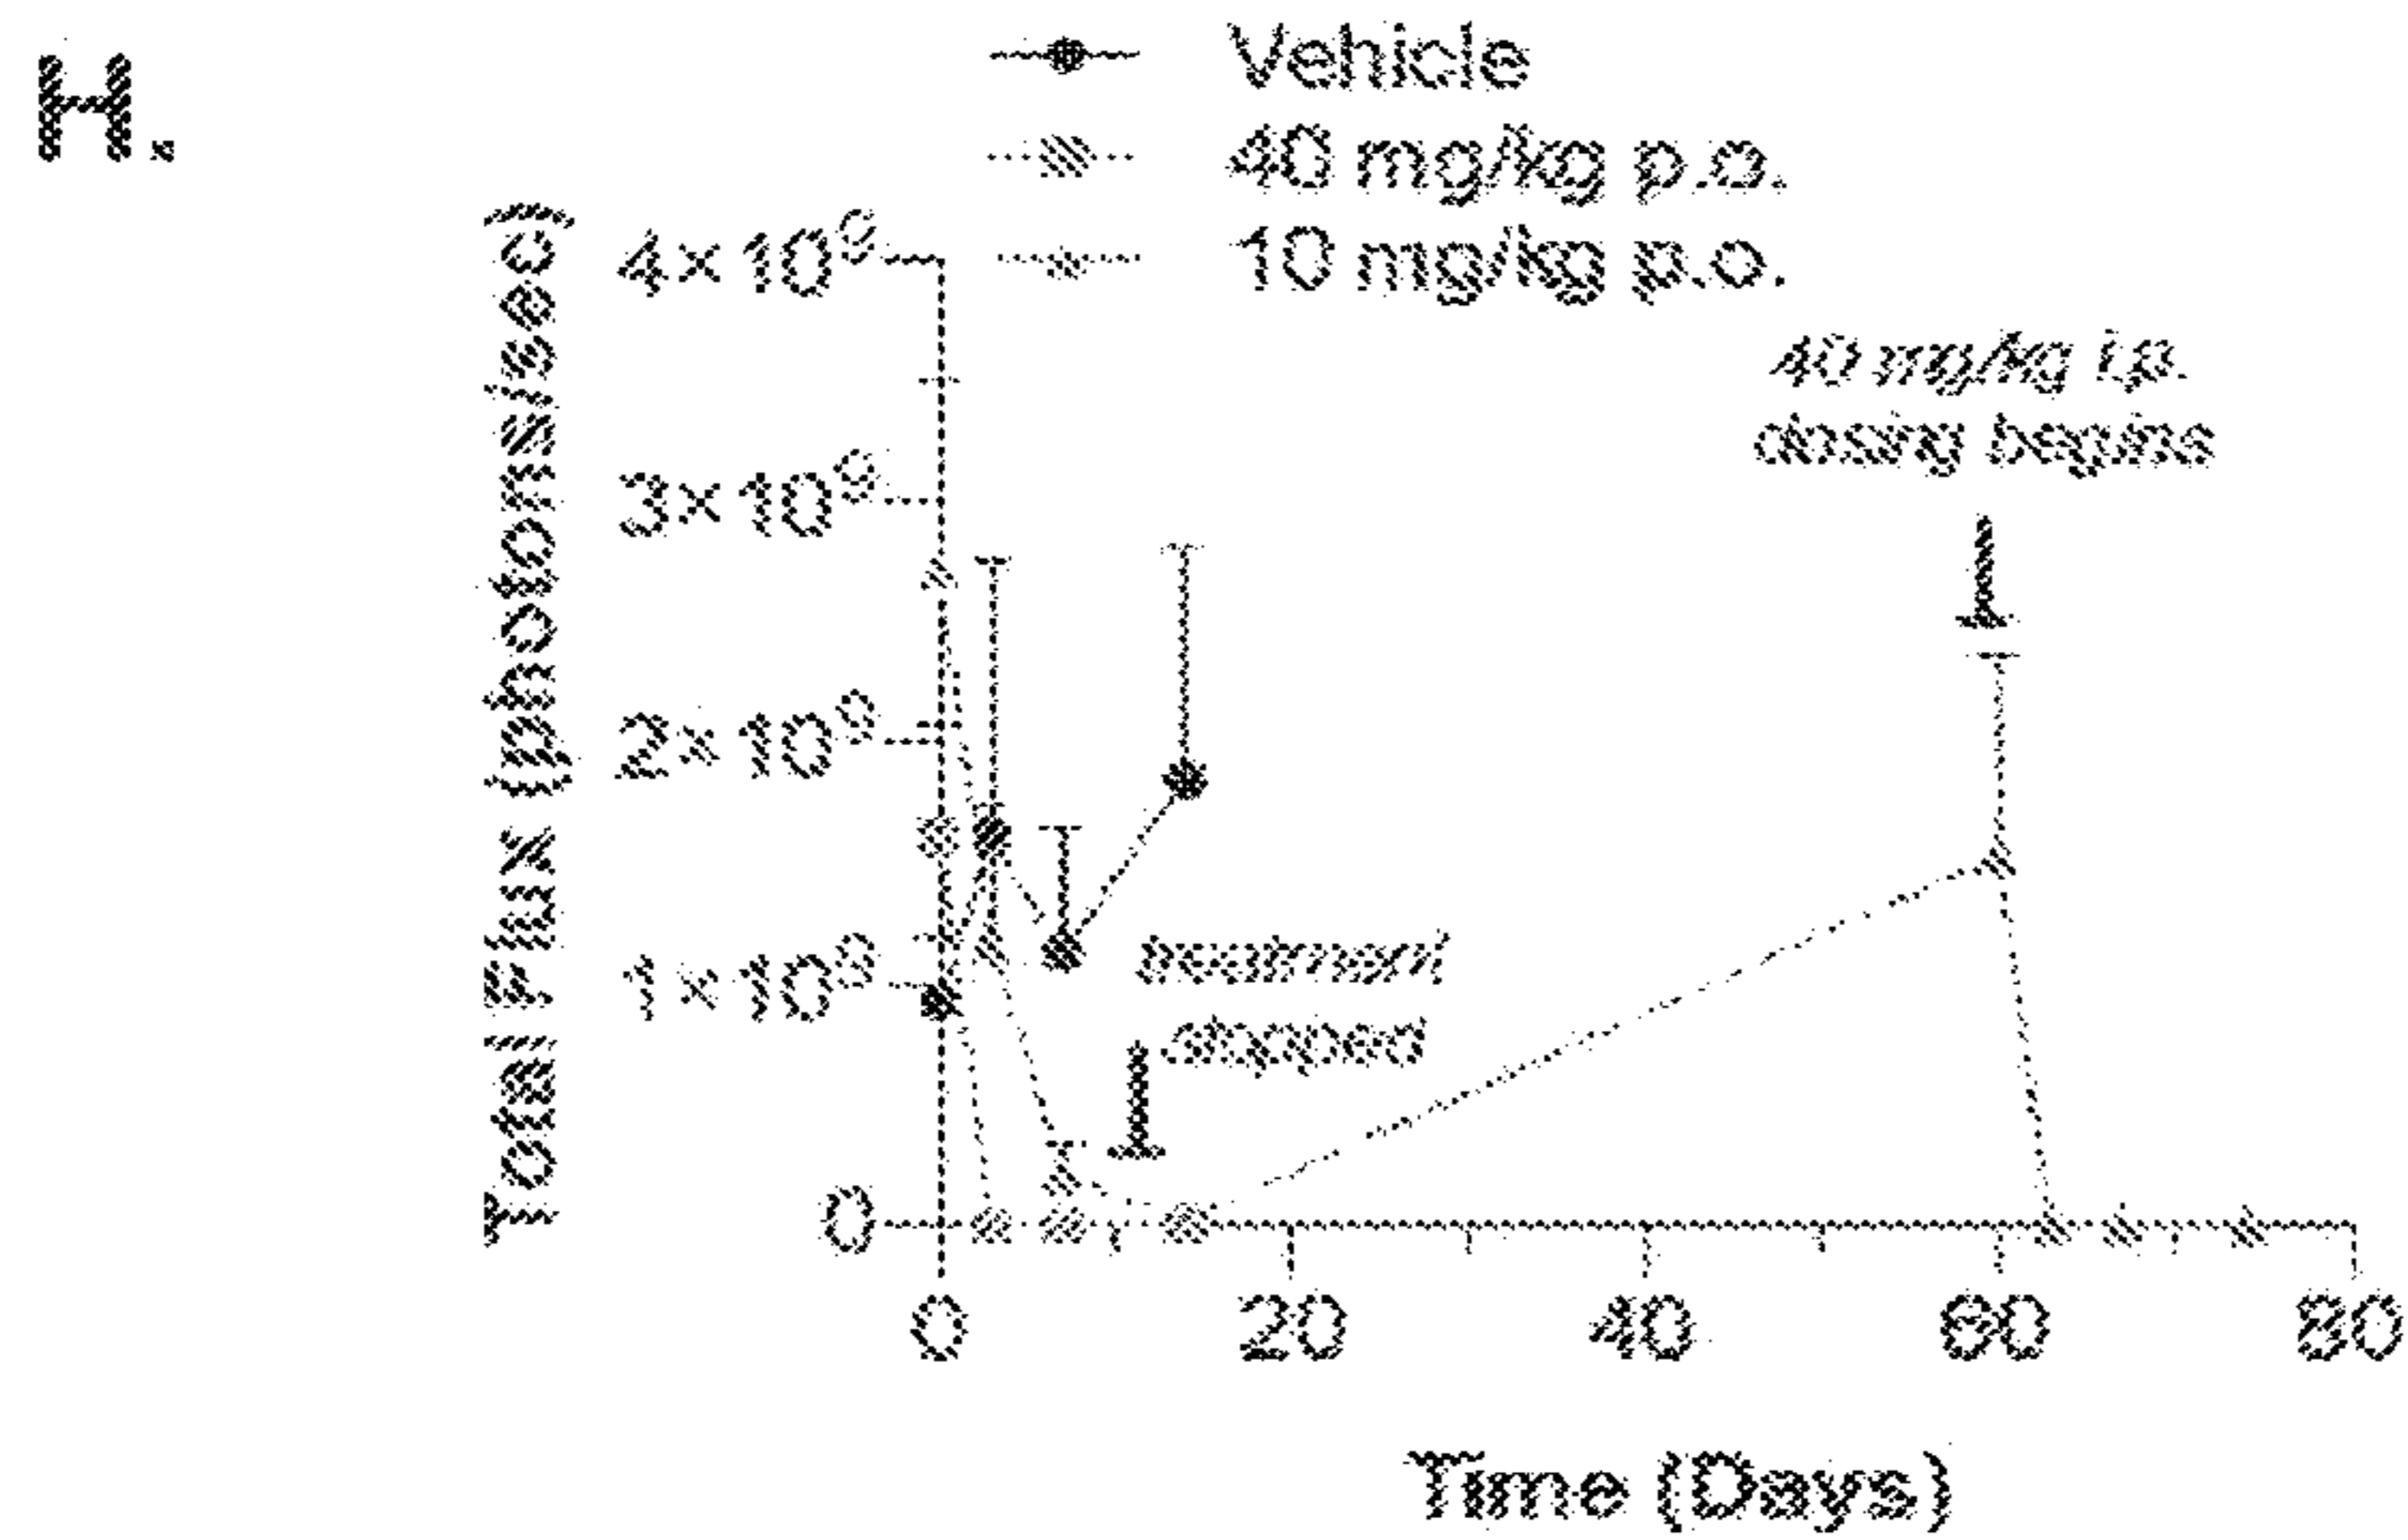 H.
Vehicle
40 mg/kg p.o.
10 mg/kg p.o.
Total Flux (photons/sec)
4×10⁹
3×10⁹
2×10⁹
1×10⁹
0
40 mg/kg i.p.
dosing begins
treatment
stopped
0 20 40 60 80
Time (Days)